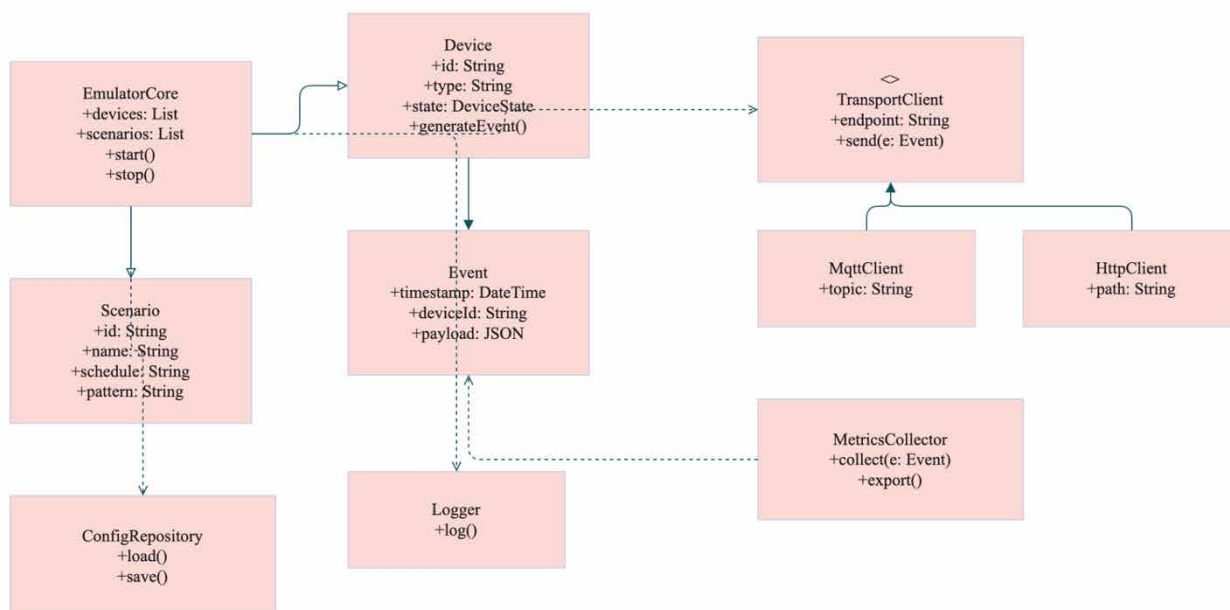 EmulatorCore
+devices: List
+scenarios: List
+start()
+stop()
Device
+id: String
+type: String
+state: DeviceState
+generateEvent()
<>
TransportClient
+endpoint: String
+send(e: Event)
Scenario
+id: String
+name: String
+schedule: String
+pattern: String
Event
+timestamp: DateTime
+deviceId: String
+payload: JSON
MqttClient
+topic: String
HttpClient
+path: String
ConfigRepository
+load()
+save()
Logger
+log()
MetricsCollector
+collect(e: Event)
+export()